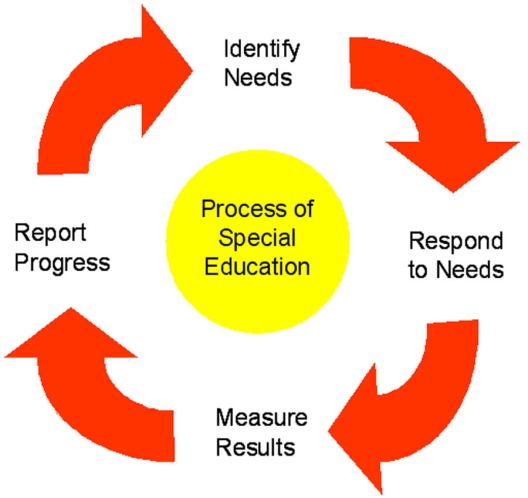 Identify
Needs
Process of
Special
Education
Report
Progress
Respond
to Needs
Measure
Results